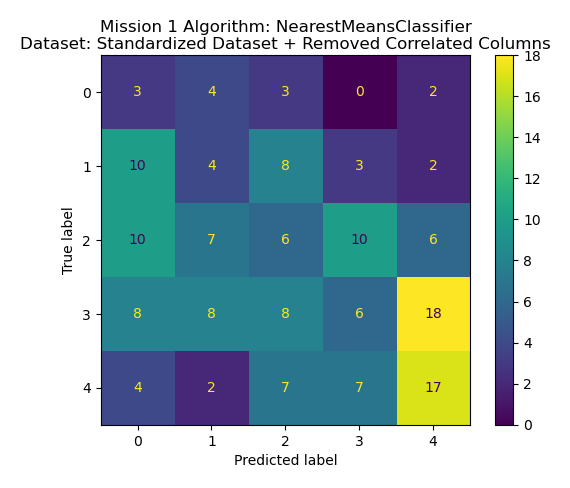 Mission 1 Algorithm: NearestMeansClassifier
Dataset: Standardized Dataset + Removed Correlated Columns
18
0 3 4 3 0 2
16
14
1 10 4 8 3 2
12
True label
10
2 10 7 6 10 6
8
6
3 8 8 8 6 18
4
4 4 2 7 7 17
2
0
0 1 2 3 4
Predicted label